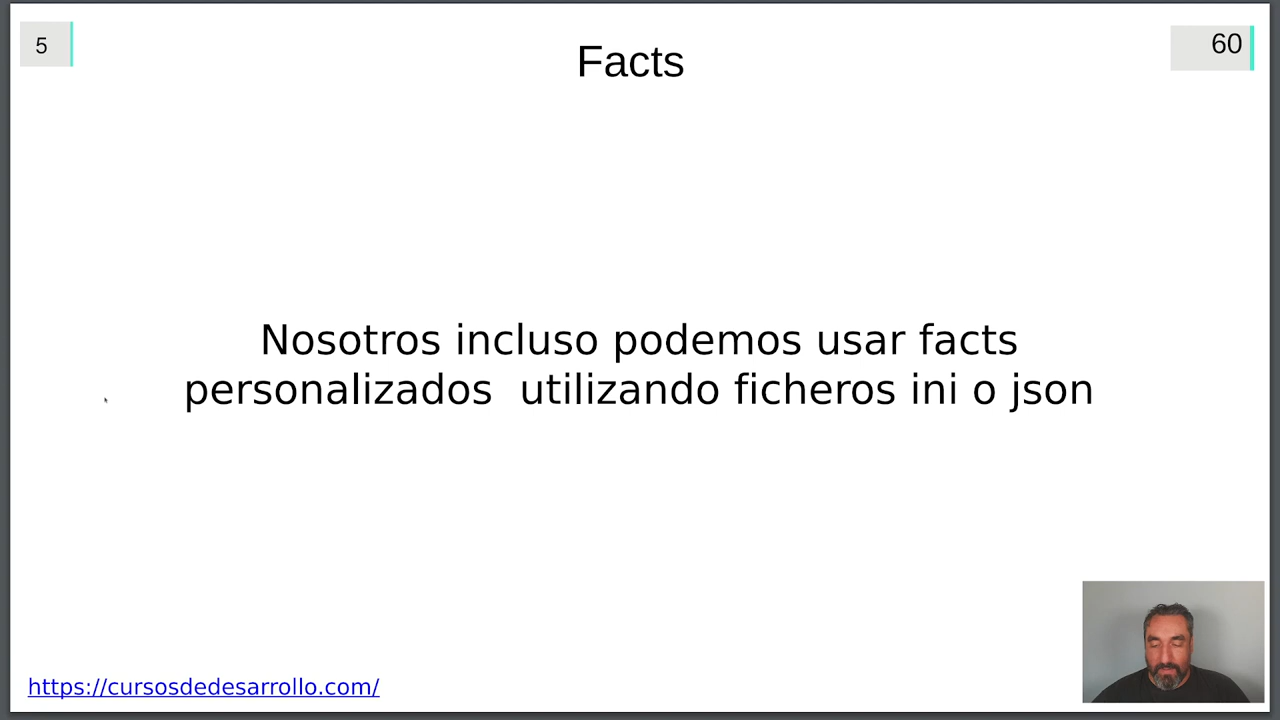 5
Facts
60
Nosotros incluso podemos usar facts
personalizados  utilizando ficheros ini o json
https://cursosdedesarrollo.com/